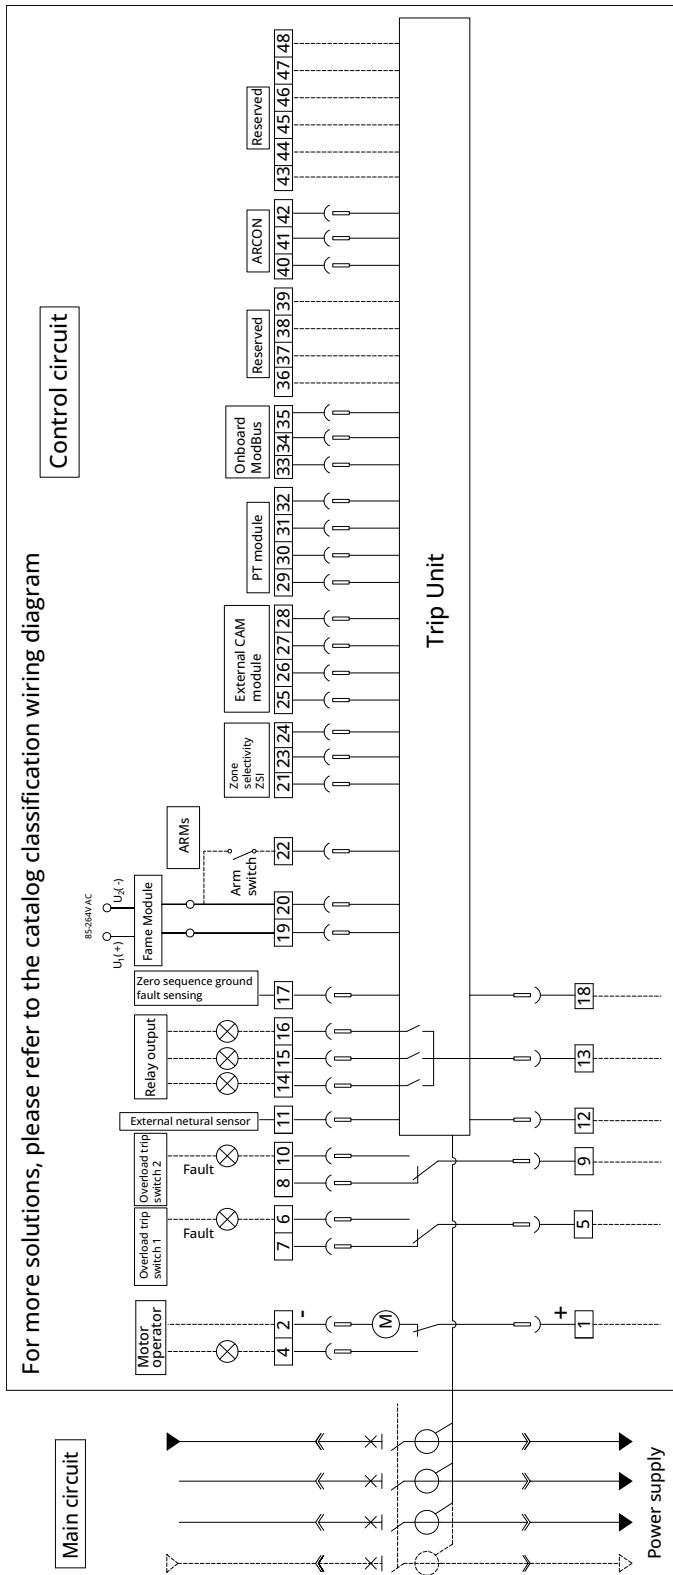 For more solutions, please refer to the catalog classification wiring diagram
Main circuit
Control circuit
Motor
operator
Overload trip
switch 1
Overload trip
switch 2
External netural sensor
Relay output
Zero sequence ground
fault sensing
85-264V AC
U₁(+)
U₂(-)
Fame Module
ARMs
Arm
switch
Zone
selectivity
ZSI
External CAM
module
PT module
Onboard
ModBus
Reserved
ARCON
Reserved
Fault
Fault
4 2 7 6 8 10 11 14 15 16 17 19 20 22 21 23 24 25 26 27 28 29 30 31 32 33 34 35 36 37 38 39 40 41 42 43 44 45 46 47 48
-
M
Trip Unit
+
1 5 9 12 13 18
Power supply